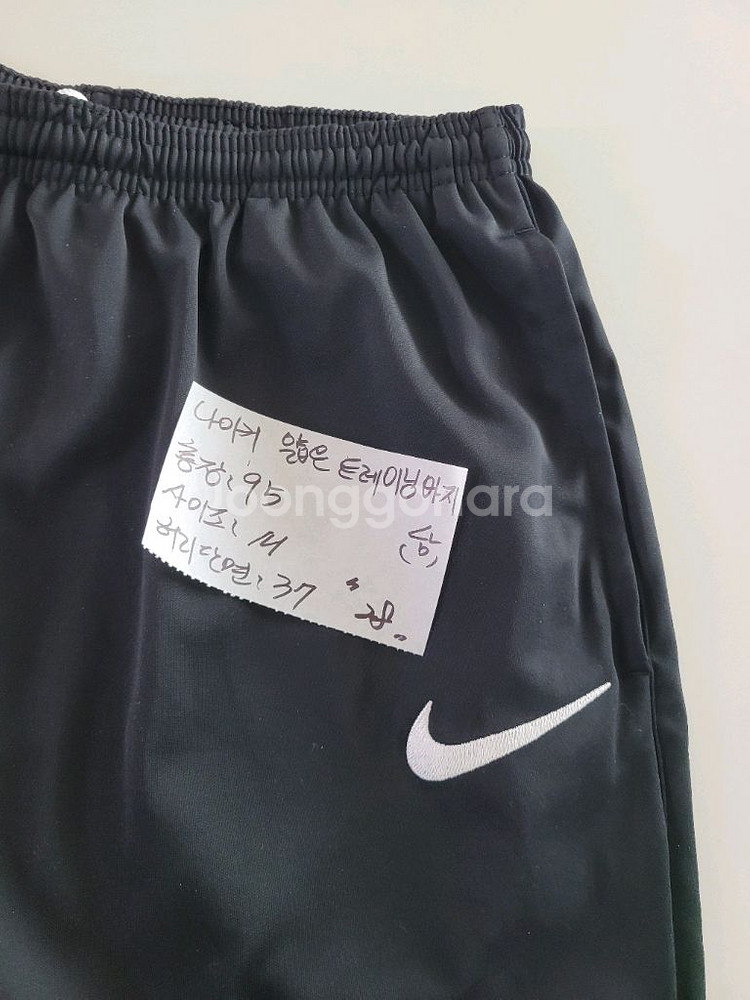 나이키 얇은 트레이닝바지
총장: 95
사이즈: M
허리단면: 37
joonggonara